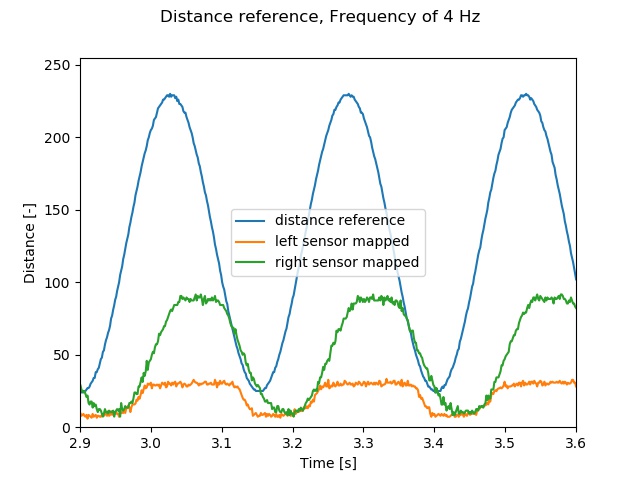 Distance reference, Frequency of 4 Hz
250
200
150
100
50
0
Distance [-]
distance reference
left sensor mapped
right sensor mapped
2.9 3.0 3.1 3.2 3.3 3.4 3.5 3.6
Time [s]